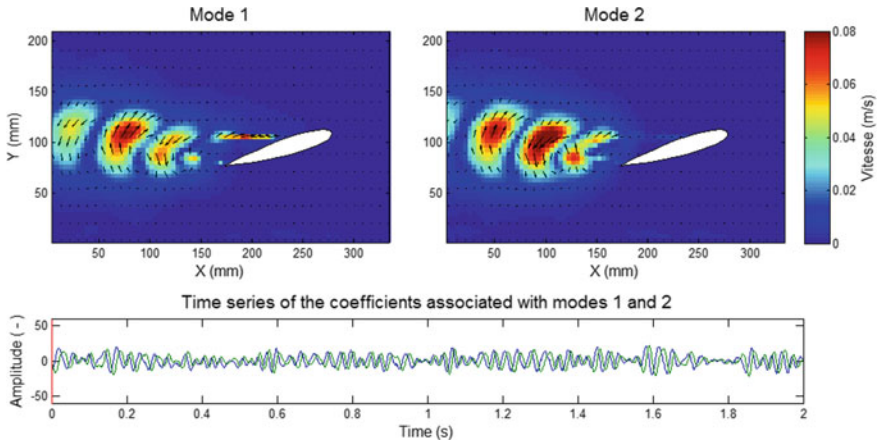 Mode 1
Mode 2
200
150
100
50
Y (mm)
50 100 150 200 250 300
X (mm)
200
150
100
50
50 100 150 200 250 300
X (mm)
0.08
0.06
0.04
0.02
0
Vitesse (m/s)
Time series of the coefficients associated with modes 1 and 2
50
0
-50
Amplitude ( - )
0 0.2 0.4 0.6 0.8 1 1.2 1.4 1.6 1.8 2
Time (s)